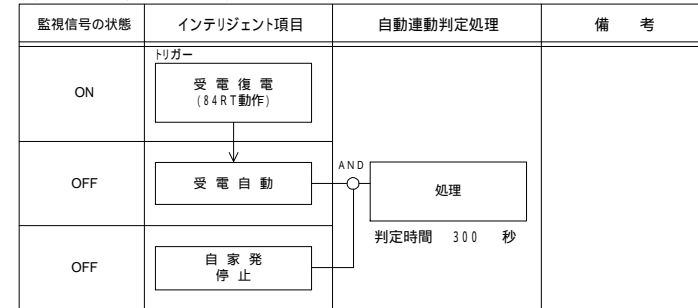 監視信号の状態
インテリジェント項目
自動連動判定処理
備 考
トリガー
ON
受 電 復 電
(84RT動作)
OFF
受 電 自 動
AND
処理
判定時間 300 秒
OFF
自 家 発
停 止